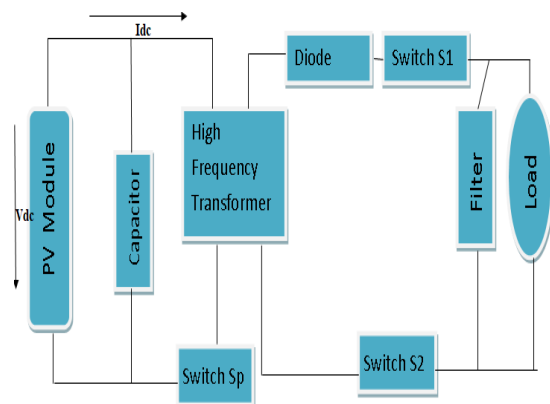 Idc
Diode
Switch S1
High
Frequency
Transformer
Vdc
PV Module
Capacitor
Filter
Load
Switch Sp
Switch S2